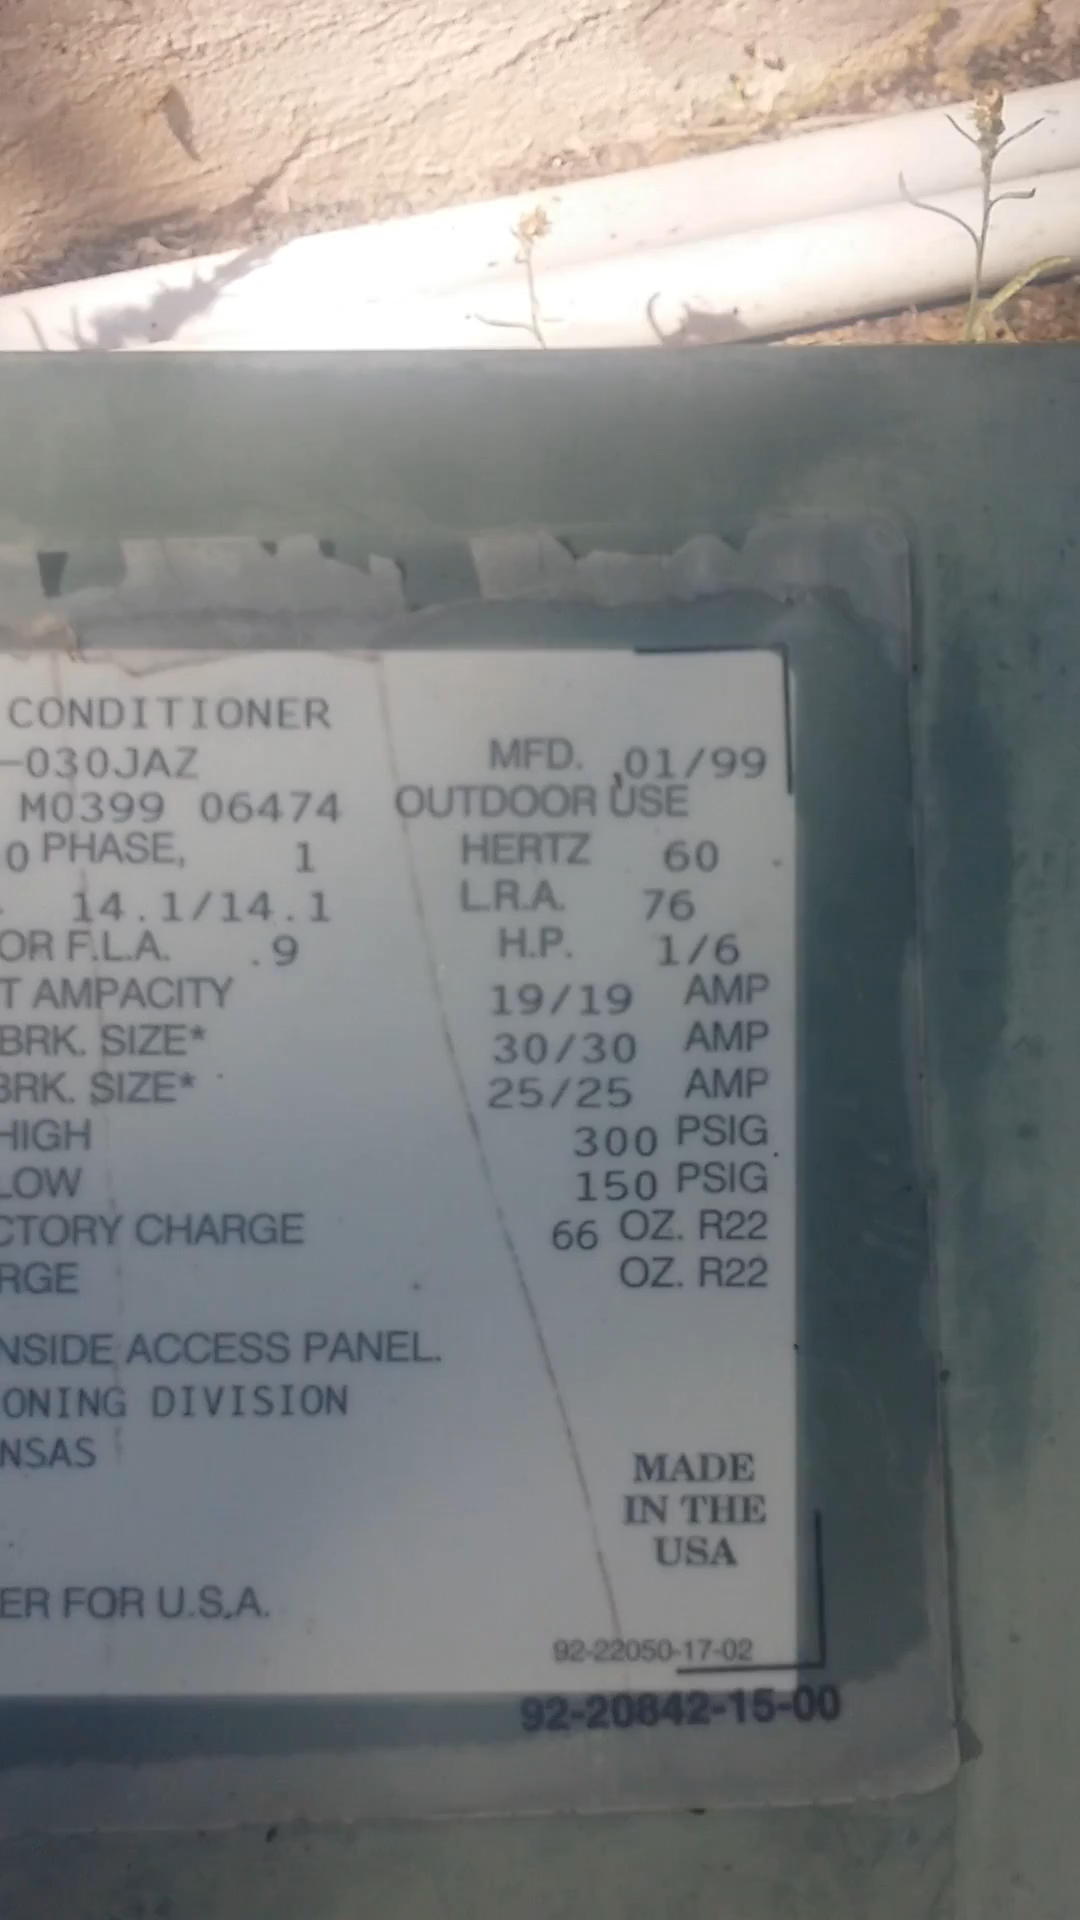 CONDITIONER
-030JAZ MFD. 01/99
M0399 06474 OUTDOOR USE
0 PHASE, 1 HERTZ 60
14.1/14.1 L.R.A. 76
OR F.L.A. .9 H.P. 1/6
T AMPACITY 19/19 AMP
BRK. SIZE* 30/30 AMP
BRK. SIZE* 25/25 AMP
HIGH 300 PSIG
LOW 150 PSIG
CTORY CHARGE 66 OZ. R22
RGE OZ. R22
NSIDE ACCESS PANEL.
ONING DIVISION
NSAS
MADE
IN THE
USA
ER FOR U.S.A.
92-22050-17-02
92-20842-15-00